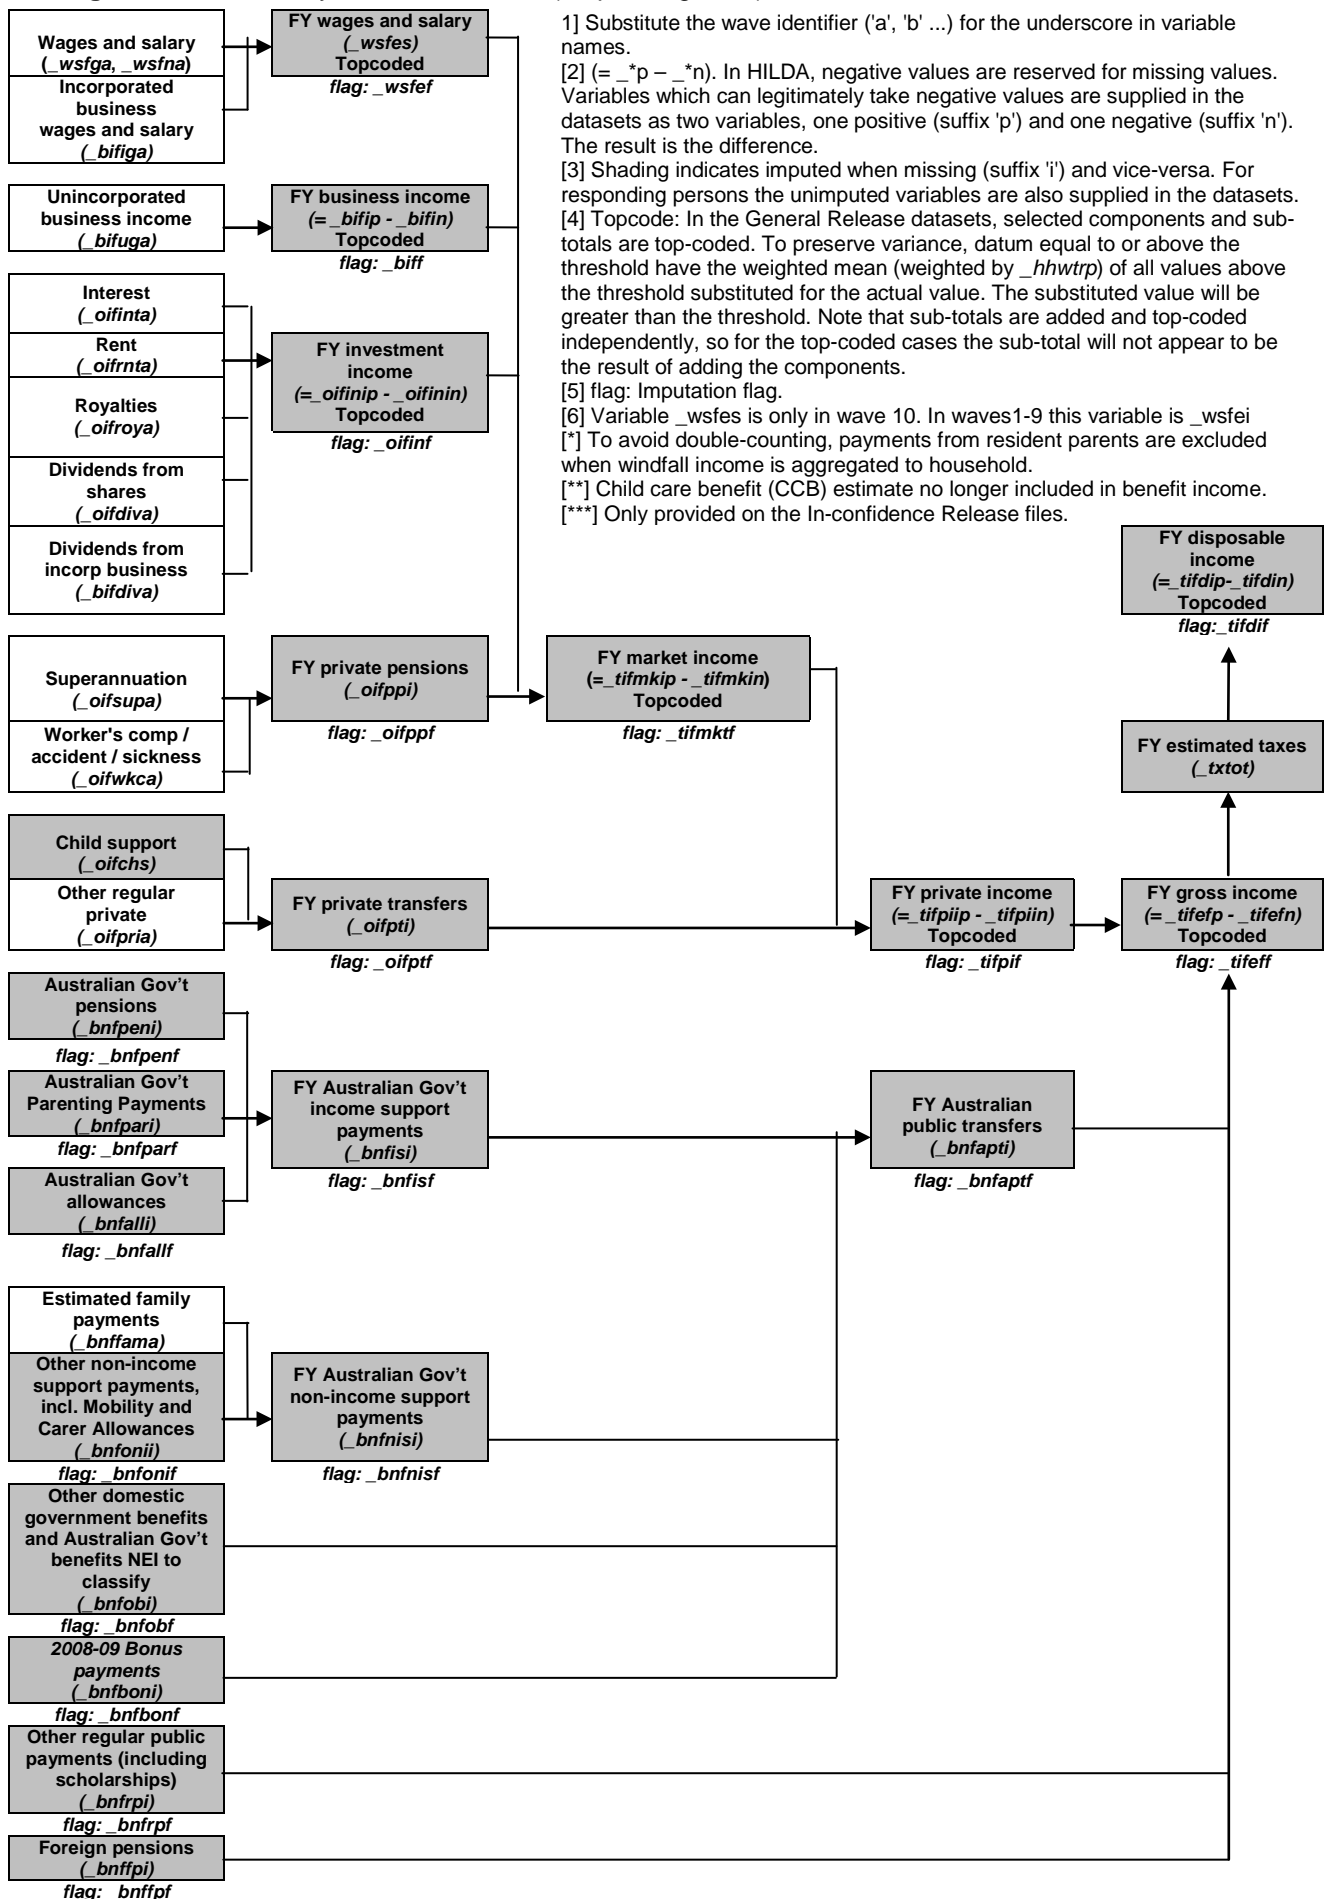 Wages and salary
(_wsfga, _wsfna)
Incorporated
business
wages and salary
(_bifiga)
FY wages and salary
(_wsfes)
Topcoded
flag: _wsfef
1] Substitute the wave identifier ('a', 'b' ...) for the underscore in variable
names.
[2] (= _*p – _*n). In HILDA, negative values are reserved for missing values.
Variables which can legitimately take negative values are supplied in the
datasets as two variables, one positive (suffix 'p') and one negative (suffix 'n').
The result is the difference.
[3] Shading indicates imputed when missing (suffix 'i') and vice-versa. For
responding persons the unimputed variables are also supplied in the datasets.
[4] Topcode: In the General Release datasets, selected components and sub-
totals are top-coded. To preserve variance, datum equal to or above the
threshold have the weighted mean (weighted by _hhwtrp) of all values above
the threshold substituted for the actual value. The substituted value will be
greater than the threshold. Note that sub-totals are added and top-coded
independently, so for the top-coded cases the sub-total will not appear to be
the result of adding the components.
[5] flag: Imputation flag.
[6] Variable _wsfes is only in wave 10. In waves1-9 this variable is _wsfei
[*] To avoid double-counting, payments from resident parents are excluded
when windfall income is aggregated to household.
[**] Child care benefit (CCB) estimate no longer included in benefit income.
[***] Only provided on the In-confidence Release files.
Unincorporated
business income
(_bifuga)
FY business income
(= _bifip - _bifin)
Topcoded
flag: _biff
Interest
(_oifinta)
Rent
(_oifrnta)
Royalties
(_oifroya)
Dividends from
shares
(_oifdiva)
Dividends from
incorp business
(_bifdiva)
FY investment
income
(=_oifinip - _oifinin)
Topcoded
flag: _oifinf
FY disposable
income
(=_tifdip-_tifdin)
Topcoded
flag:_tifdif
Superannuation
(_oifsupa)
Worker's comp /
accident / sickness
(_oifwkca)
FY private pensions
(_oifppi)
flag: _oifppf
FY market income
(=_tifmkip - _tifmkin)
Topcoded
flag: _tifmktf
FY estimated taxes
(_txtot)
Child support
(_oifchs)
Other regular
private
(_oifpria)
FY private transfers
(_oifpti)
flag: _oifptf
FY private income
(=_tifpiip - _tifpiin)
Topcoded
flag: _tifpif
FY gross income
(= _tifefp - _tifefn)
Topcoded
flag: _tifeff
Australian Gov't
pensions
(_bnfpeni)
flag: _bnfpenf
Australian Gov't
Parenting Payments
(_bnfpari)
flag: _bnfparf
Australian Gov't
allowances
(_bnfalli)
flag: _bnfallf
FY Australian Gov't
income support
payments
(_bnfisi)
flag: _bnfisf
FY Australian
public transfers
(_bnfapti)
flag: _bnfaptf
Estimated family
payments
(_bnffama)
Other non-income
support payments,
incl. Mobility and
Carer Allowances
(_bnfonii)
flag: _bnfonif
FY Australian Gov't
non-income support
payments
(_bnfnisi)
flag: _bnfnisf
Other domestic
government benefits
and Australian Gov't
benefits NEI to
classify
(_bnfobi)
flag: _bnfobf
2008-09 Bonus
payments
(_bnfboni)
flag: _bnfbonf
Other regular public
payments (including
scholarships)
(_bnfrpi)
flag: _bnfrpf
Foreign pensions
(_bnffpi)
flag: _bnffpf